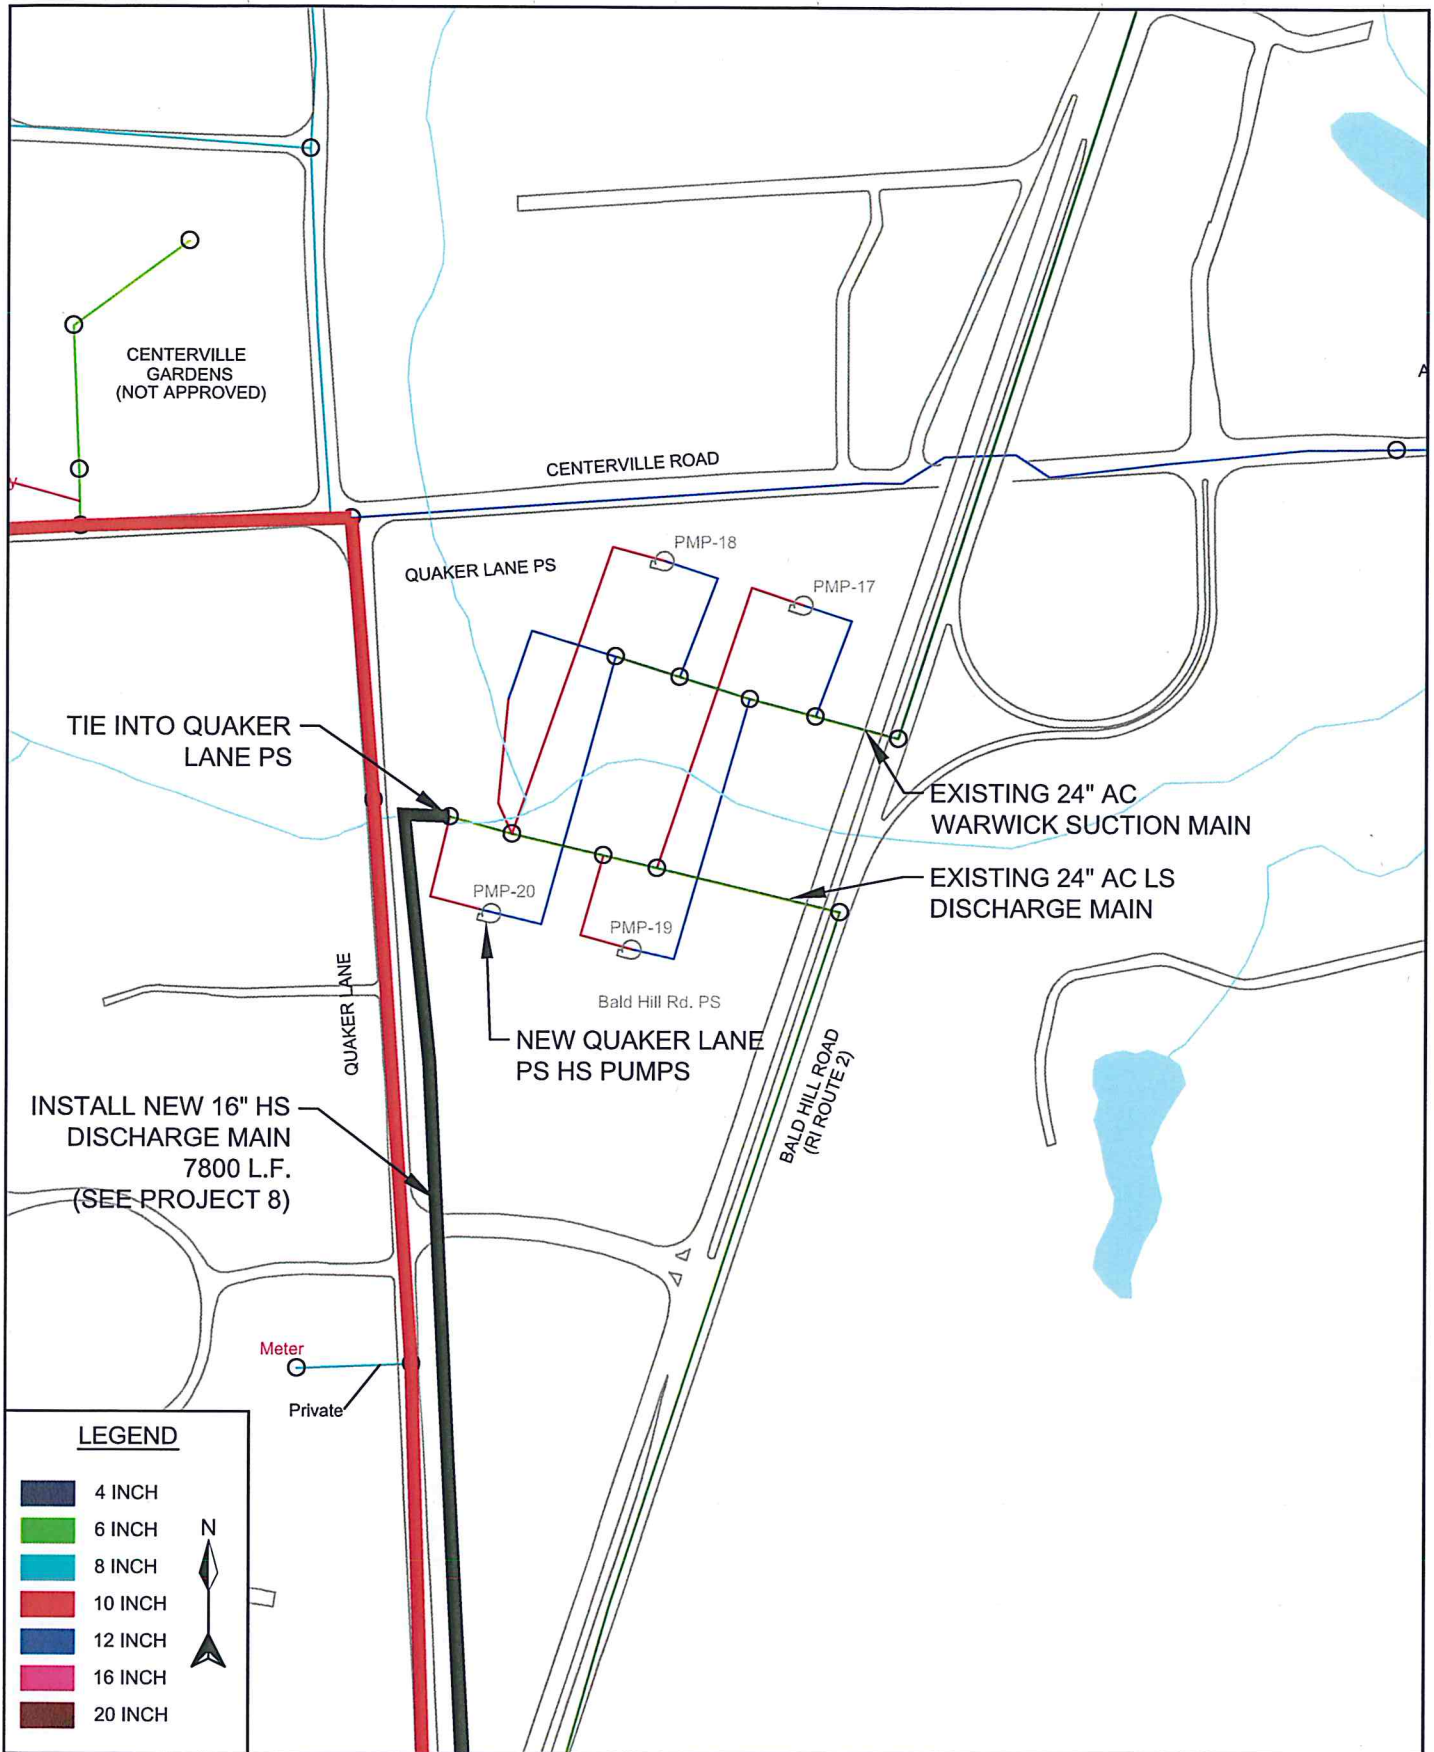 CENTERVILLE
GARDENS
(NOT APPROVED)
A
CENTERVILLE ROAD
y
PMP-18
QUAKER LANE PS
PMP-17
TIE INTO QUAKER
LANE PS
EXISTING 24" AC
WARWICK SUCTION MAIN
EXISTING 24" AC LS
DISCHARGE MAIN
PMP-20
PMP-19
Bald Hill Rd. PS
QUAKER LANE
NEW QUAKER LANE
PS HS PUMPS
BALD HILL ROAD
(RI ROUTE 2)
INSTALL NEW 16" HS
DISCHARGE MAIN
7800 L.F.
(SEE PROJECT 8)
Meter
Private
LEGEND
4 INCH
6 INCH
N
8 INCH
10 INCH
12 INCH
16 INCH
20 INCH